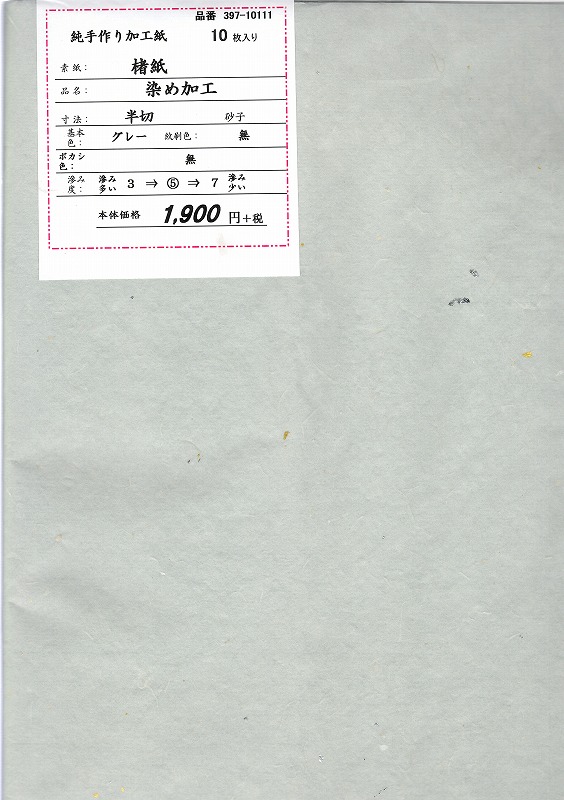 品番 397-10111
純手作り加工紙 10 枚入り
素紙： 楮紙
品名： 染め加工
寸法： 半切 砂子
基本色： グレー 紋刷色： 無
ボカシ色： 無
滲み度： 滲み多い 3 ⇒ ⑤ ⇒ 7 滲み少い
本体価格 1,900 円+税